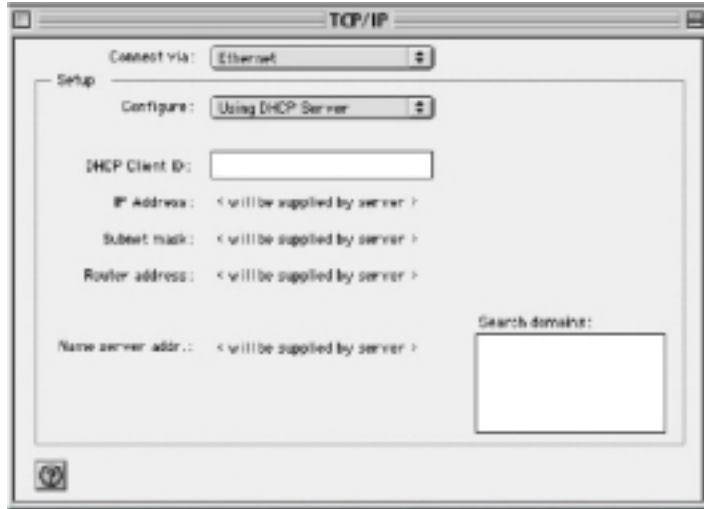 TCP/IP
Connect via: Ethernet
Setup
Configure: Using DHCP Server
DHCP Client ID:
IP Address: < will be supplied by server >
Subnet mask: < will be supplied by server >
Router address: < will be supplied by server >
Search domains:
Name server addr.: < will be supplied by server >
?